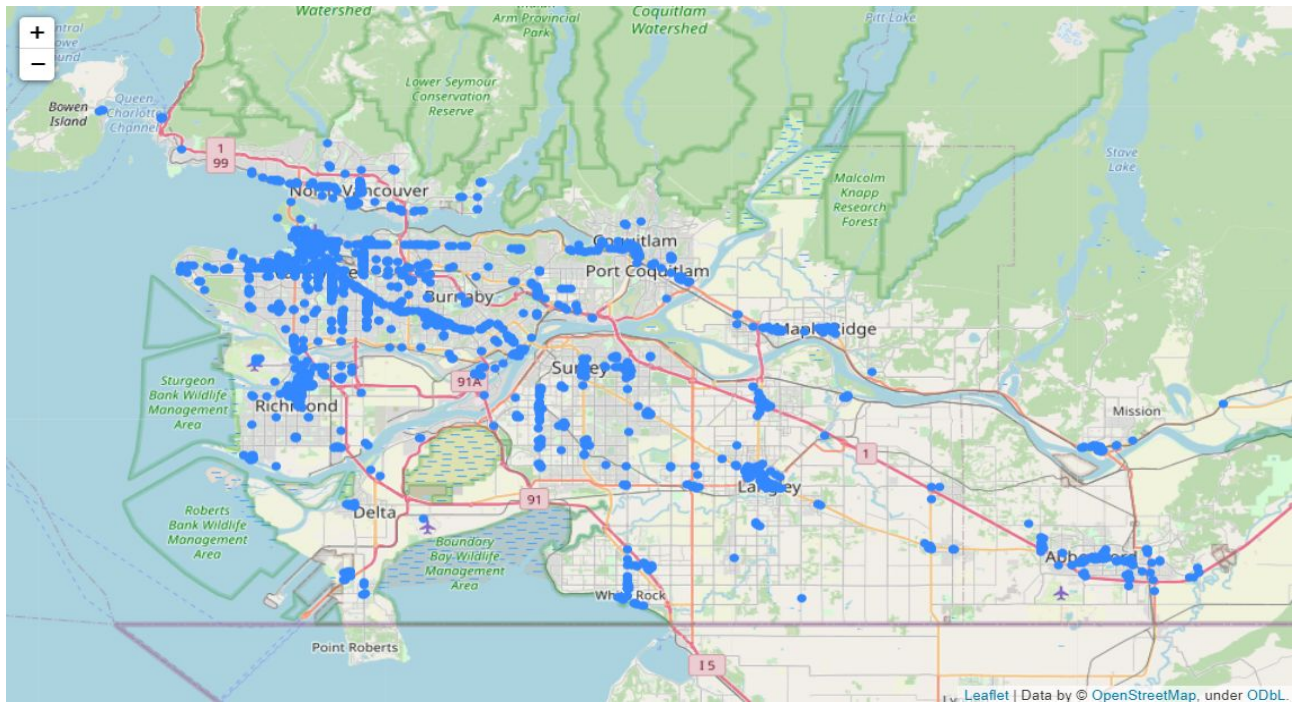 +
−
Watershed
Arm Provincial
Park
Coquitlam
Watershed
Pitt Lake
Bowen
Island
Queen
Charlotte
Channel
1
99
Lower Seymour
Conservation
Reserve
Stave
Lake
Malcolm
Knapp
Research
Forest
North Vancouver
Coquitlam
Port Coquitlam
Burnaby
Maple Ridge
Surrey
91A
Sturgeon
Bank Wildlife
Management
Area
Richmond
Mission
1
Langley
91
Delta
Roberts
Bank Wildlife
Management
Area
Boundary
Bay Wildlife
Management
Area
Abbotsford
White Rock
Point Roberts
I 5
Leaflet | Data by © OpenStreetMap, under ODbL.